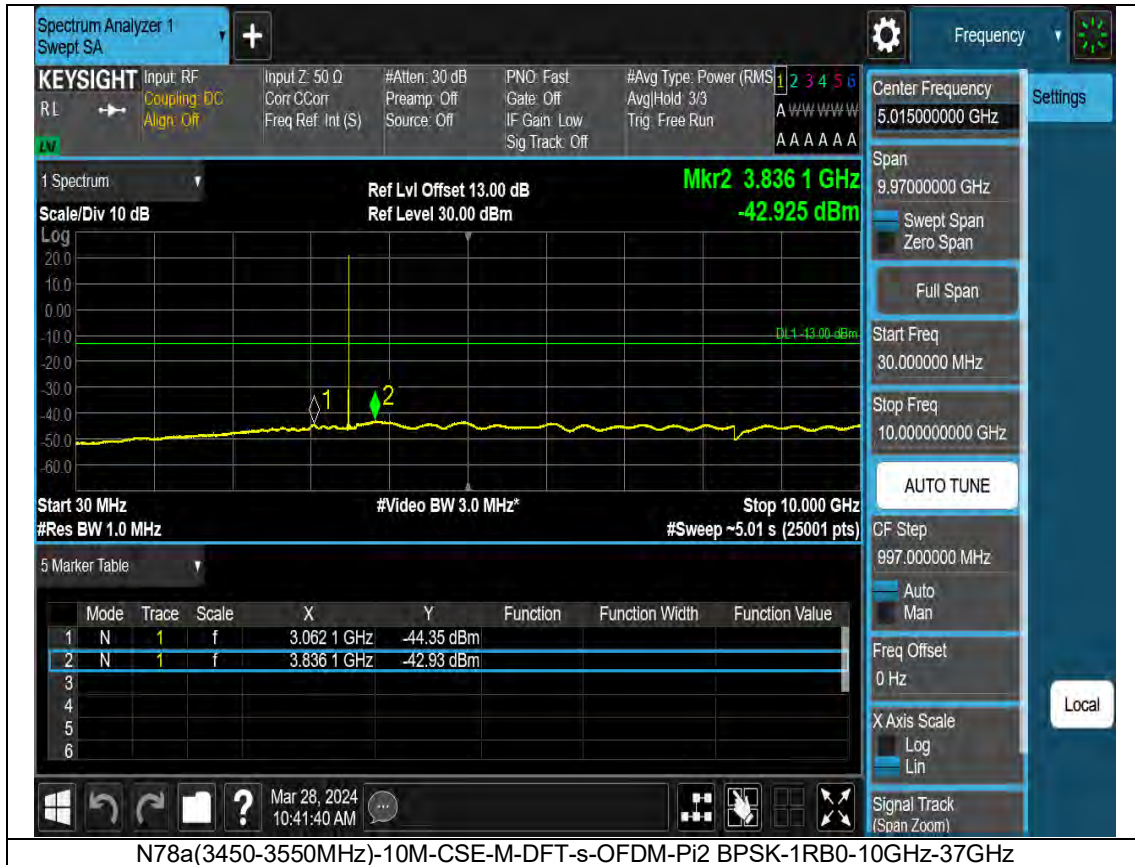 Spectrum Analyzer 1
Swept SA
+
Frequency
KEYSIGHT
RL
LXI
Input: RF
Coupling: DC
Align: Off
Input Z: 50 Ω
Corr CCorr
Freq Ref: Int (S)
#Atten: 30 dB
Preamp: Off
Source: Off
PNO: Fast
Gate: Off
IF Gain: Low
Sig Track: Off
#Avg Type: Power (RMS
Avg|Hold: 3/3
Trig: Free Run
1 2 3 4 5 6
A W W W W W
A A A A A A
1 Spectrum
Scale/Div 10 dB
Ref Lvl Offset 13.00 dB
Ref Level 30.00 dBm
Mkr2 3.836 1 GHz
-42.925 dBm
Log
20.0
10.0
0.00
-10.0
-20.0
-30.0
-40.0
-50.0
-60.0
DL1 -13.00 dBm
1
2
Start 30 MHz
#Video BW 3.0 MHz*
Stop 10.000 GHz
#Res BW 1.0 MHz
#Sweep ~5.01 s (25001 pts)
5 Marker Table
Mode Trace Scale X Y Function Function Width Function Value
1 N 1 f 3.062 1 GHz -44.35 dBm
2 N 1 f 3.836 1 GHz -42.93 dBm
3
4
5
6
Mar 28, 2024
10:41:40 AM
?
Center Frequency
5.015000000 GHz
Settings
Span
9.97000000 GHz
Swept Span
Zero Span
Full Span
Start Freq
30.000000 MHz
Stop Freq
10.000000000 GHz
AUTO TUNE
CF Step
997.000000 MHz
Auto
Man
Freq Offset
0 Hz
X Axis Scale
Log
Lin
Local
Signal Track
(Span Zoom)
N78a(3450-3550MHz)-10M-CSE-M-DFT-s-OFDM-Pi2 BPSK-1RB0-10GHz-37GHz